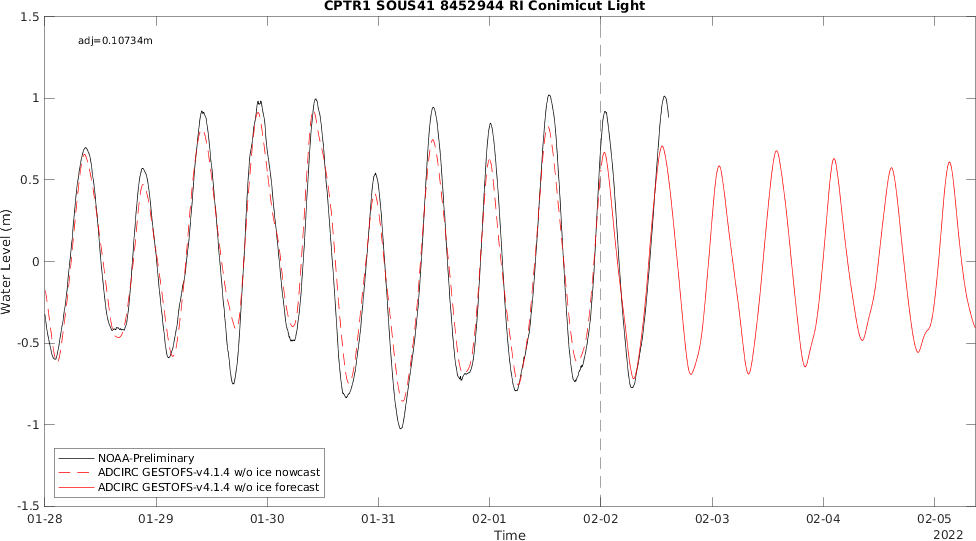 CPTR1 SOUS41 8452944 RI Conimicut Light
adj=0.10734m
1.5
1
0.5
0
-0.5
-1
-1.5
Water Level (m)
NOAA-Preliminary
ADCIRC GESTOFS-v4.1.4 w/o ice nowcast
ADCIRC GESTOFS-v4.1.4 w/o ice forecast
01-28 01-29 01-30 01-31 02-01 02-02 02-03 02-04 02-05
Time
2022